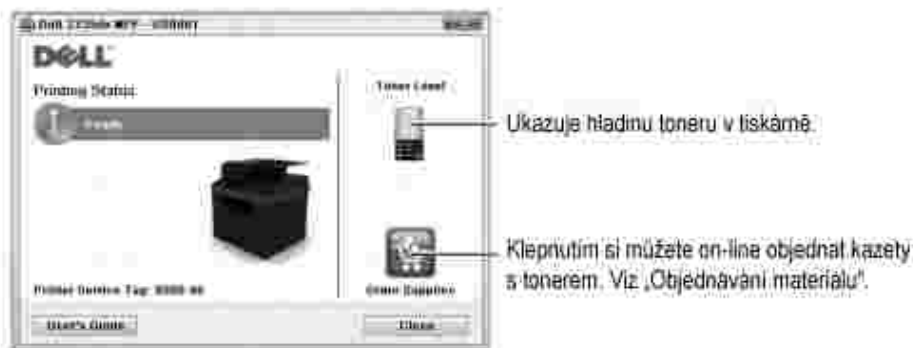 DELL
Printing Status
Toner Level
Ready
Ukazuje hladinu toneru v tiskárně.
Klepnutím si můžete on-line objednat kazety
s tonerem. Viz „Objednávání materiálu".
Printer Service Tag:
Order Supplies
User's Guide
Close